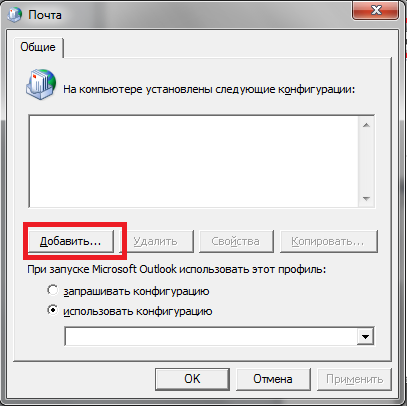 Почта
Общие
На компьютере установлены следующие конфигурации:
Добавить... Удалить Свойства Копировать...
При запуске Microsoft Outlook использовать этот профиль:
запрашивать конфигурацию
использовать конфигурацию
OK Отмена Применить